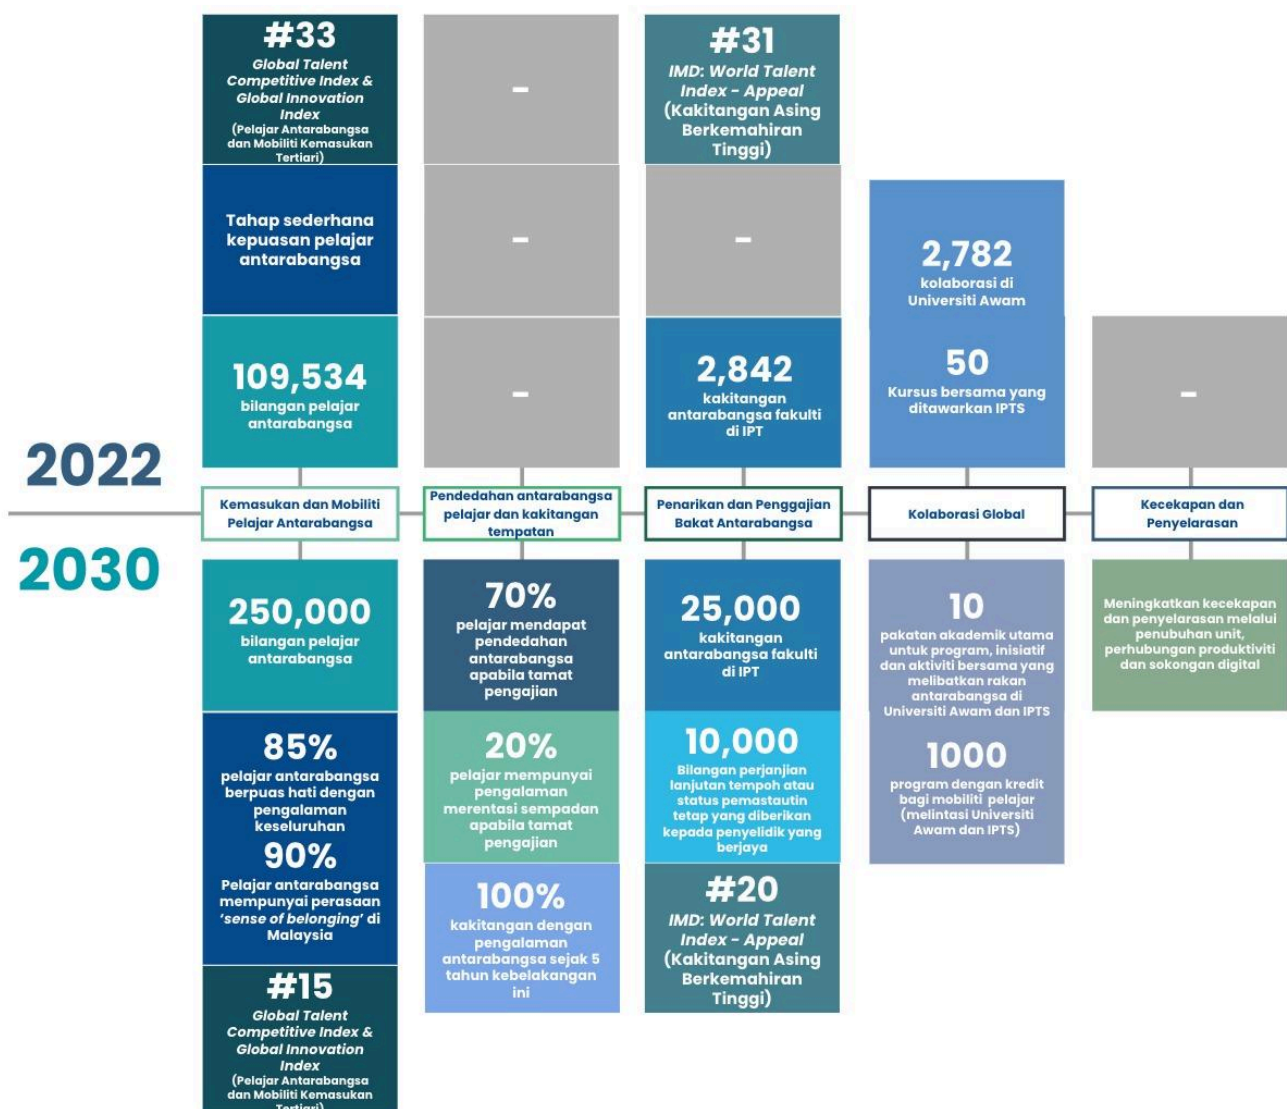 #33
Global Talent
Competitive Index &
Global Innovation
Index
(Pelajar Antarabangsa
dan Mobiliti Kemasukan
Tertiari)
-
#31
IMD: World Talent
Index - Appeal
(Kakitangan Asing
Berkemahiran
Tinggi)
Tahap sederhana
kepuasan pelajar
antarabangsa
-
-
2,782
kolaborasi di
Universiti Awam
109,534
bilangan pelajar
antarabangsa
-
2,842
kakitangan
antarabangsa fakulti
di IPT
50
Kursus bersama yang
ditawarkan IPTS
-
2022
Kemasukan dan Mobiliti
Pelajar Antarabangsa
Pendedahan antarabangsa
pelajar dan kakitangan
tempatan
Penarikan dan Penggajian
Bakat Antarabangsa
Kolaborasi Global
Kecekapan dan
Penyelarasan
2030
250,000
bilangan pelajar
antarabangsa
70%
pelajar mendapat
pendedahan
antarabangsa
apabila tamat
pengajian
25,000
kakitangan
antarabangsa fakulti
di IPT
10
pakatan akademik utama
untuk program, inisiatif
dan aktiviti bersama yang
melibatkan rakan
antarabangsa di
Universiti Awam dan IPTS
Meningkatkan kecekapan
dan penyelarasan melalui
penubuhan unit,
perhubungan produktiviti
dan sokongan digital
85%
pelajar antarabangsa
berpuas hati dengan
pengalaman
keseluruhan
90%
Pelajar antarabangsa
mempunyai perasaan
'sense of belonging' di
Malaysia
20%
pelajar mempunyai
pengalaman
merentasi sempadan
apabila tamat
pengajian
10,000
Bilangan perjanjian
lanjutan tempoh atau
status pemastautin
tetap yang diberikan
kepada penyelidik yang
berjaya
1000
program dengan kredit
bagi mobiliti pelajar
(melintasi Universiti
Awam dan IPTS)
100%
kakitangan dengan
pengalaman
antarabangsa sejak 5
tahun kebelakangan
ini
#20
IMD: World Talent
Index - Appeal
(Kakitangan Asing
Berkemahiran
Tinggi)
#15
Global Talent
Competitive Index &
Global Innovation
Index
(Pelajar Antarabangsa
dan Mobiliti Kemasukan
Tertiari)